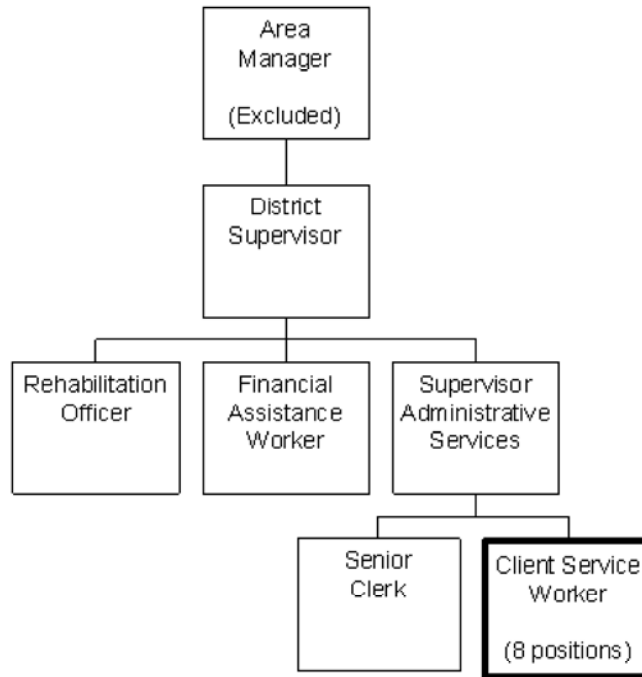 Area
Manager
(Excluded)
District
Supervisor
Rehabilitation
Officer
Financial
Assistance
Worker
Supervisor
Administrative
Services
Senior
Clerk
Client Service
Worker
(8 positions)